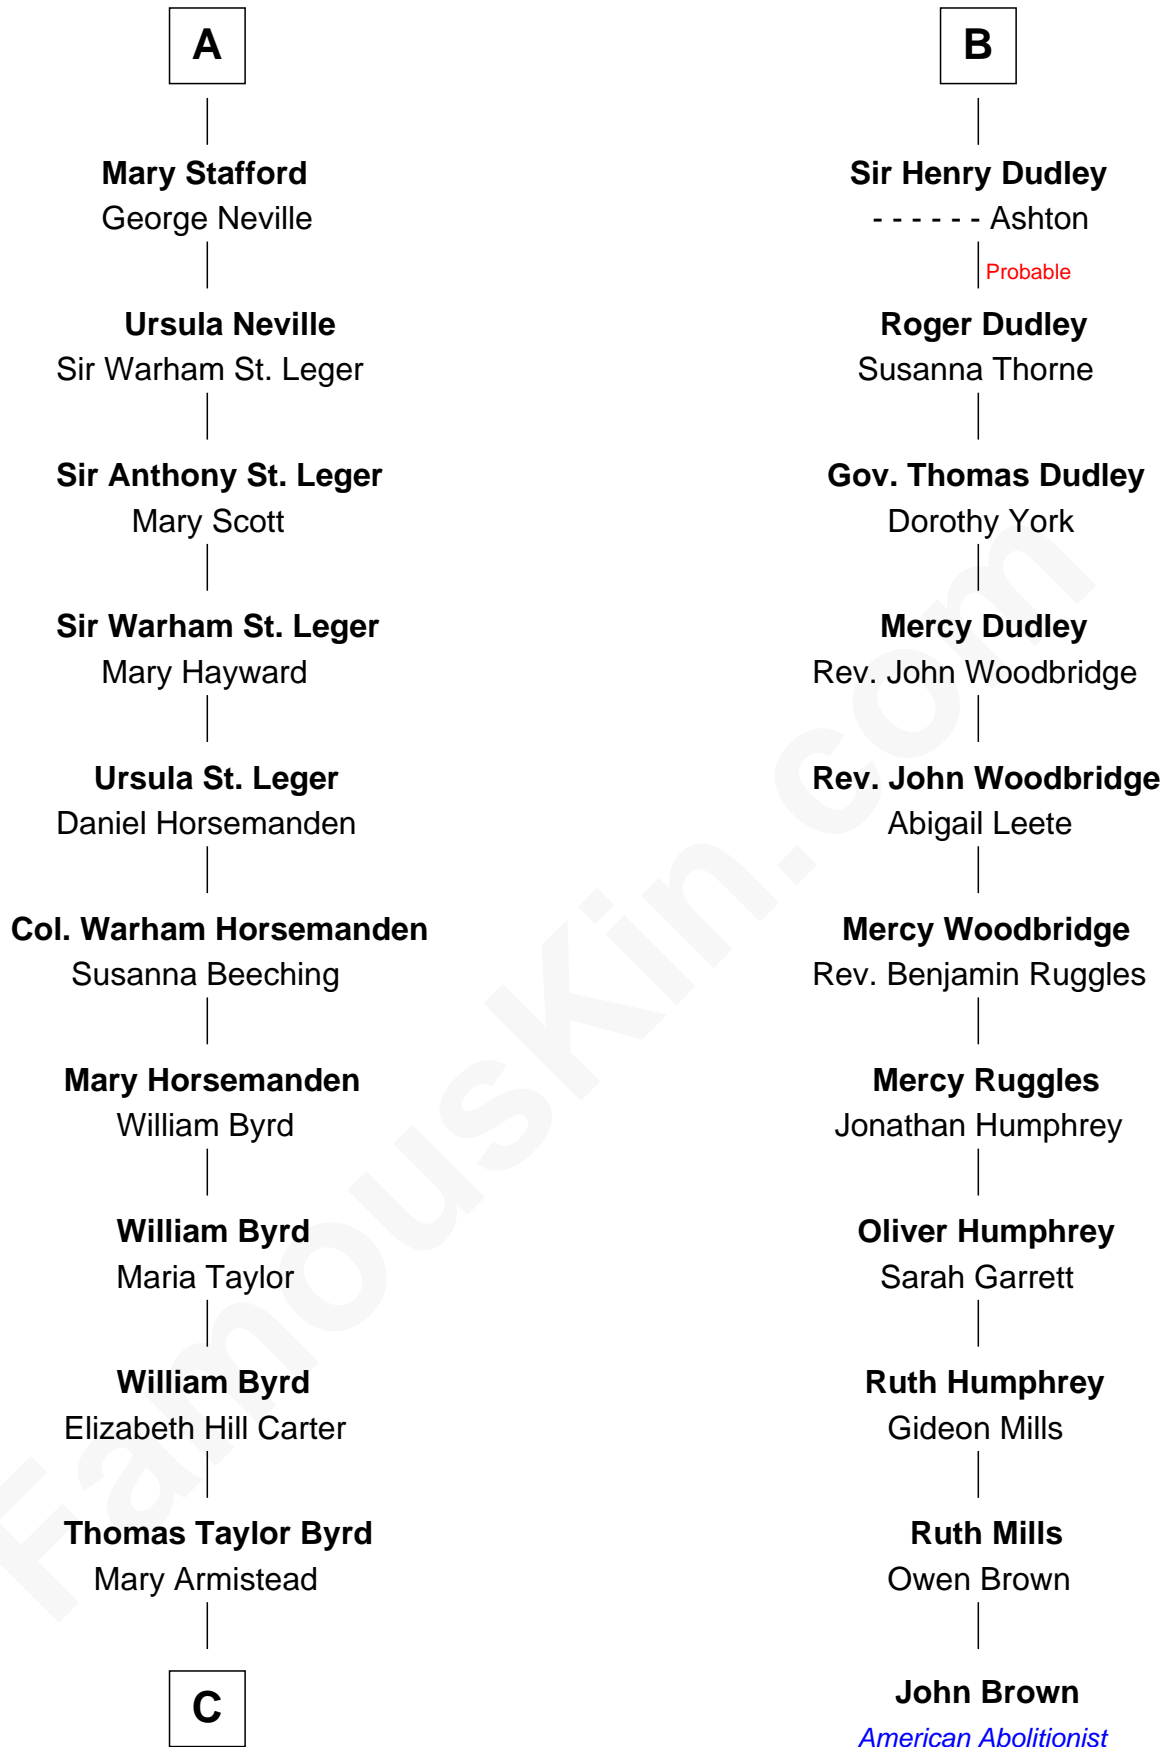 A
Mary Stafford
George Neville
Ursula Neville
Sir Warham St. Leger
Sir Anthony St. Leger
Mary Scott
Sir Warham St. Leger
Mary Hayward
Ursula St. Leger
Daniel Horsemanden
Col. Warham Horsemanden
Susanna Beeching
Mary Horsemanden
William Byrd
William Byrd
Maria Taylor
William Byrd
Elizabeth Hill Carter
Thomas Taylor Byrd
Mary Armistead
C
B
Sir Henry Dudley
- - - - - - Ashton
Probable
Roger Dudley
Susanna Thorne
Gov. Thomas Dudley
Dorothy York
Mercy Dudley
Rev. John Woodbridge
Rev. John Woodbridge
Abigail Leete
Mercy Woodbridge
Rev. Benjamin Ruggles
Mercy Ruggles
Jonathan Humphrey
Oliver Humphrey
Sarah Garrett
Ruth Humphrey
Gideon Mills
Ruth Mills
Owen Brown
John Brown
American Abolitionist
FamousKin.com